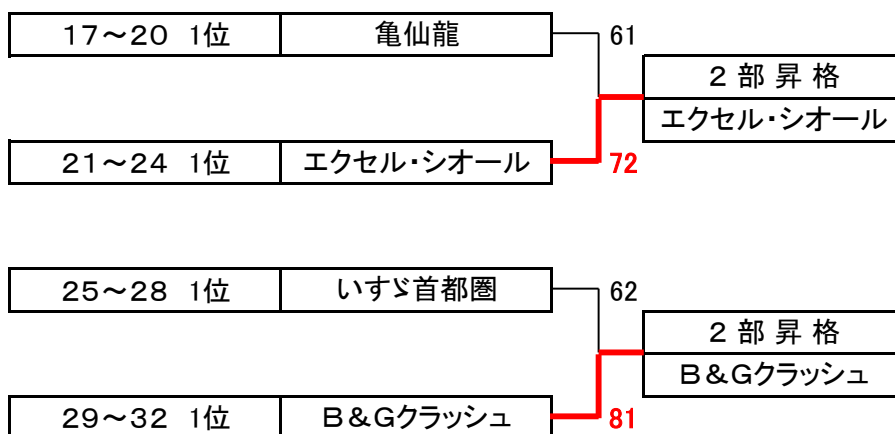 17～20 1位 亀仙龍 61
2部昇格
エクセル・シオール
21～24 1位 エクセル・シオール 72
25～28 1位 いすゞ首都圏 62
2部昇格
B&Gクラッシュ
29～32 1位 B&Gクラッシュ 81